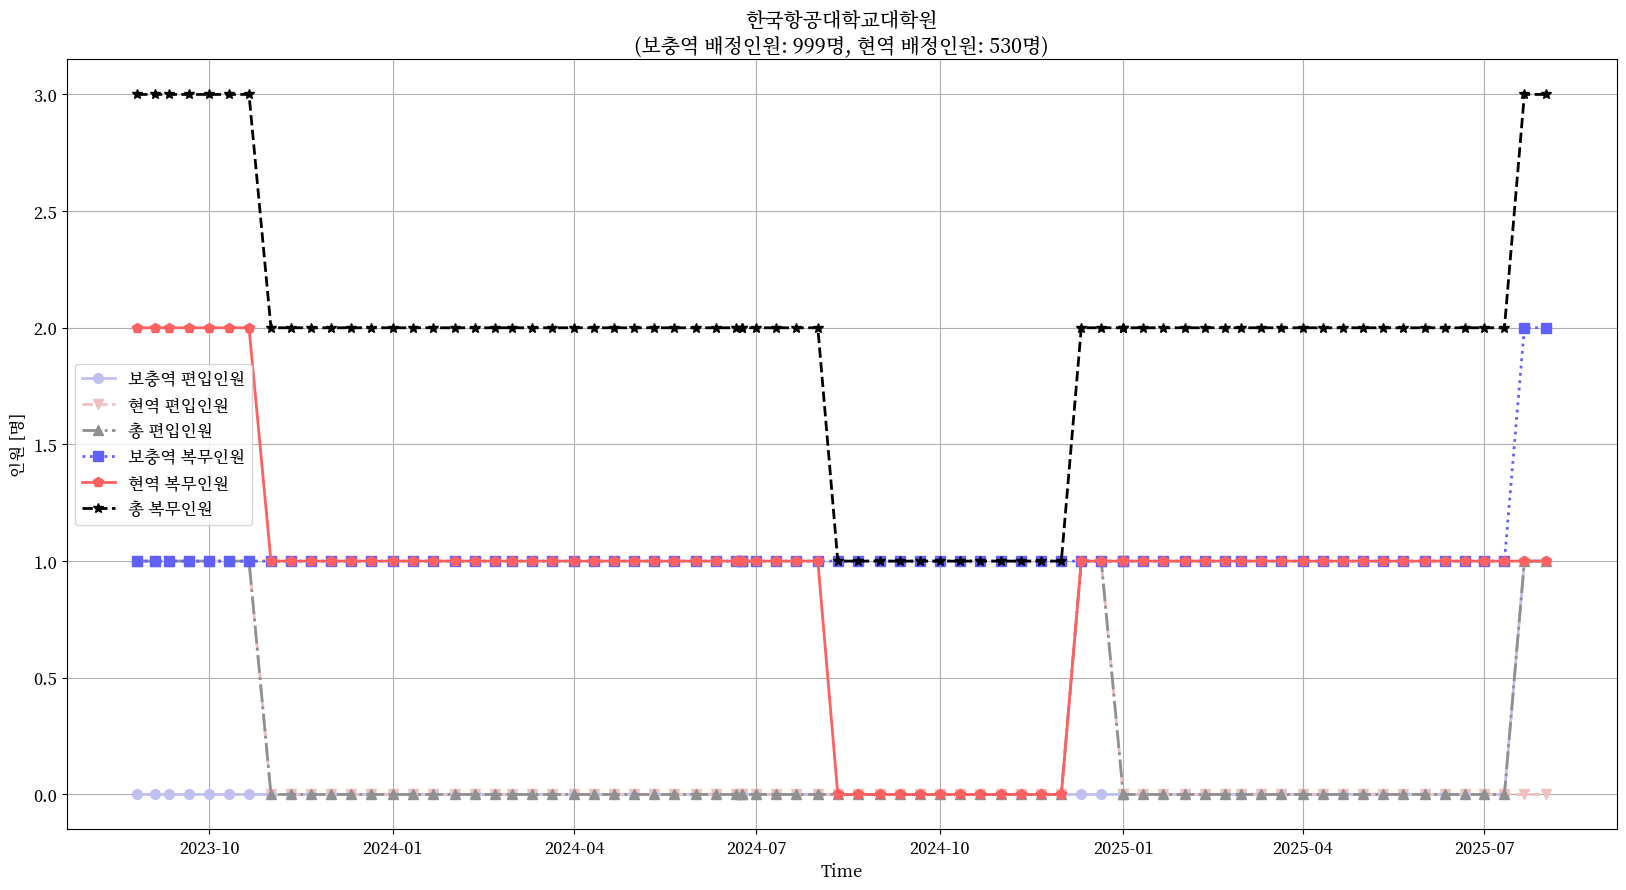 한국항공대학교대학원
(보충역 배정인원: 999명, 현역 배정인원: 530명)
3.0
2.5
2.0
1.5
1.0
0.5
0.0
인원 [명]
보충역 편입인원
현역 편입인원
총 편입인원
보충역 복무인원
현역 복무인원
총 복무인원
2023-10
2024-01
2024-04
2024-07
2024-10
2025-01
2025-04
2025-07
Time